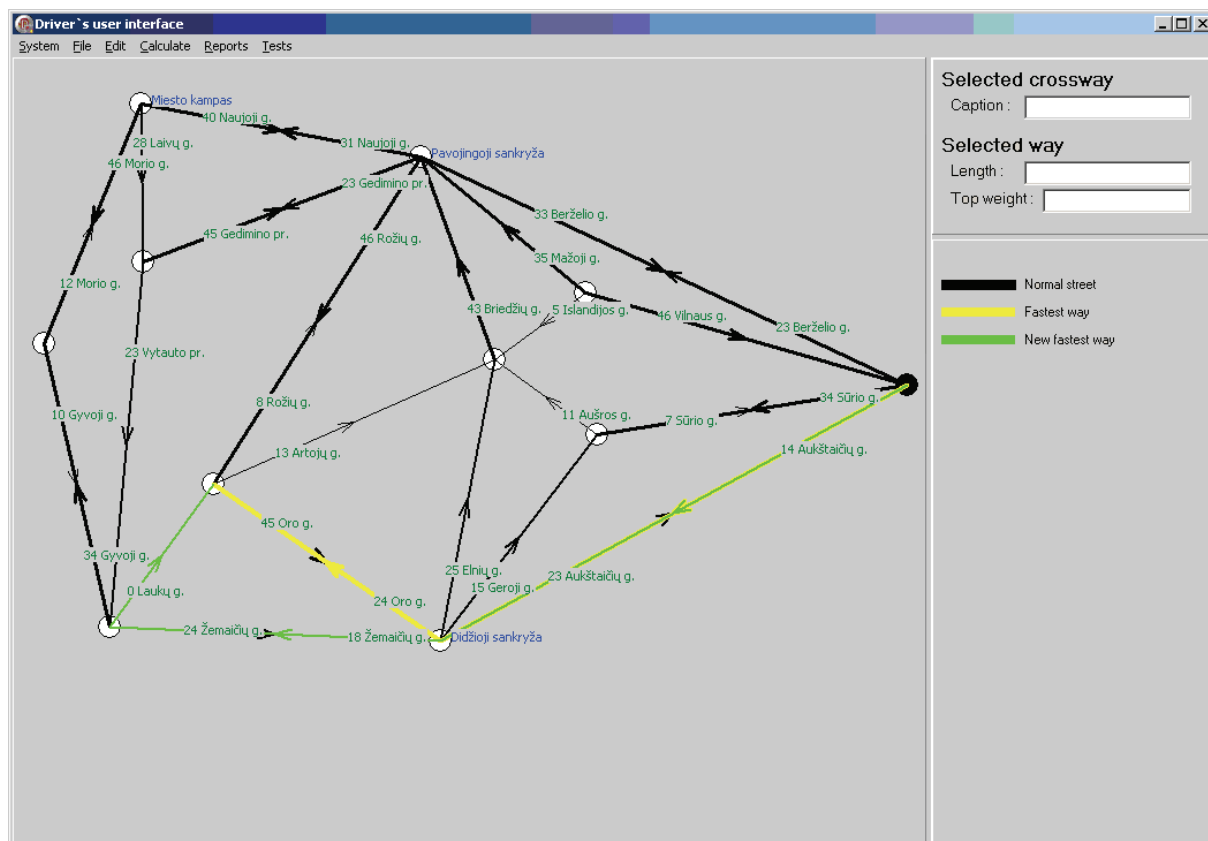 Driver`s user interface
System File Edit Calculate Reports Tests
Miesto kampas
40 Naujoji g.
28 Laivų g.
31 Naujoji g.
Pavojingoji sankryža
46 Morio g.
23 Gedimino pr.
33 Berželio g.
45 Gedimino pr.
46 Rožių g.
35 Mažoji g.
12 Morio g.
43 Briedžių g.
5 Islandijos g.
46 Vilnaus g.
23 Berželio g.
23 Vytauto pr.
34 Sūrio g.
8 Rožių g.
10 Gyvoji g.
11 Aušros g.
7 Sūrio g.
13 Artojų g.
14 Aukštaičių g.
45 Oro g.
34 Gyvoji g.
25 Elnių g.
23 Aukštaičių g.
0 Laukų g.
15 Geroji g.
24 Oro g.
24 Žemaičių g.
18 Žemaičių g.
Didžioji sankryža
Selected crossway
Caption :
Selected way
Length :
Top weight :
Normal street
Fastest way
New fastest way